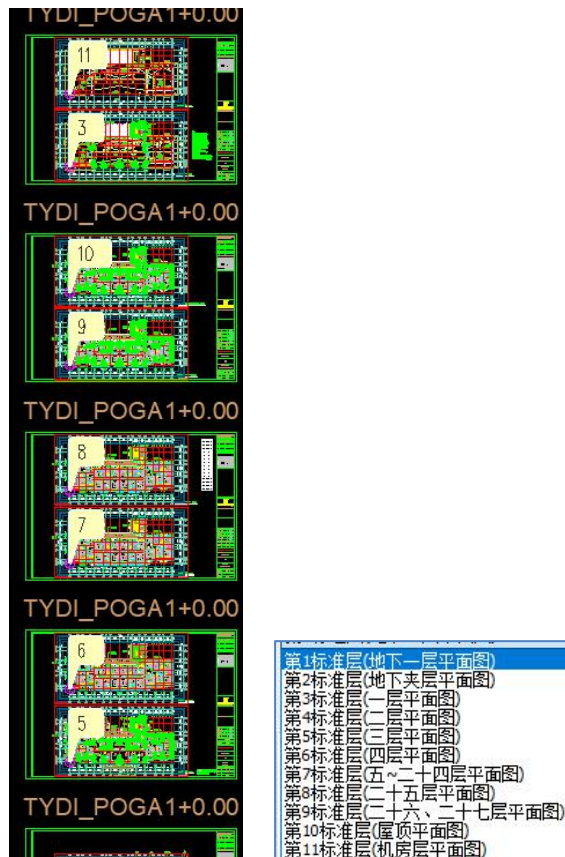 TYDI_POGA1+0.00
11
3
TYDI_POGA1+0.00
10
9
TYDI_POGA1+0.00
8
7
TYDI_POGA1+0.00
6
5
TYDI_POGA1+0.00
第1标准层(地下一层平面图)
第2标准层(地下夹层平面图)
第3标准层(一层平面图)
第4标准层(二层平面图)
第5标准层(三层平面图)
第6标准层(四层平面图)
第7标准层(五~二十四层平面图)
第8标准层(二十五层平面图)
第9标准层(二十六、二十七层平面图)
第10标准层(屋顶平面图)
第11标准层(机房层平面图)